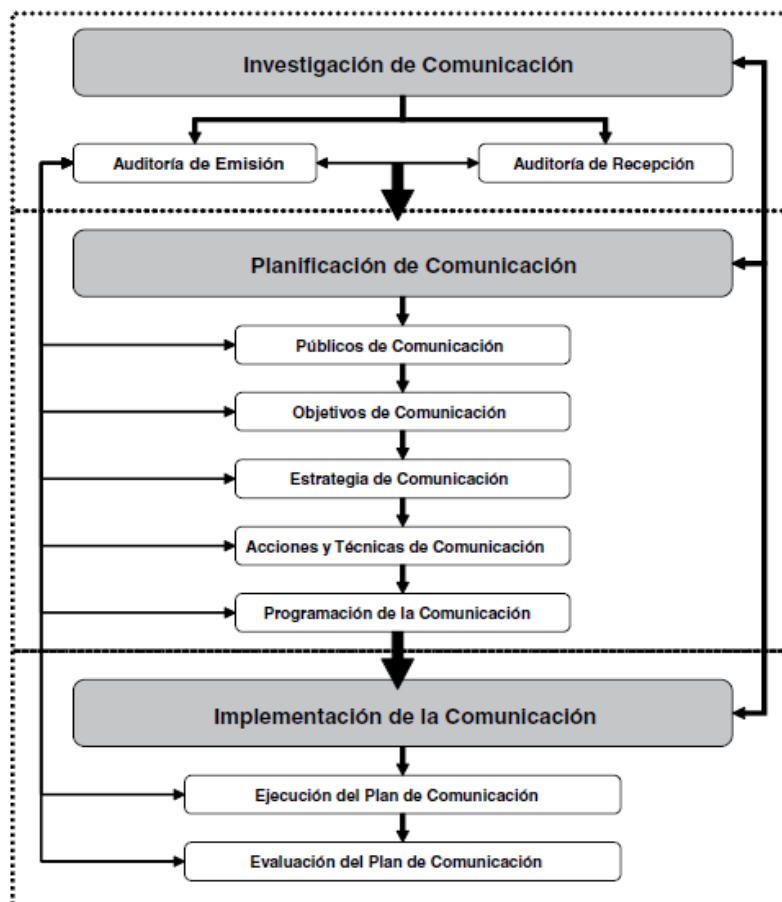 Investigación de Comunicación
Auditoría de Emisión
Auditoría de Recepción
Planificación de Comunicación
Públicos de Comunicación
Objetivos de Comunicación
Estrategia de Comunicación
Acciones y Técnicas de Comunicación
Programación de la Comunicación
Implementación de la Comunicación
Ejecución del Plan de Comunicación
Evaluación del Plan de Comunicación